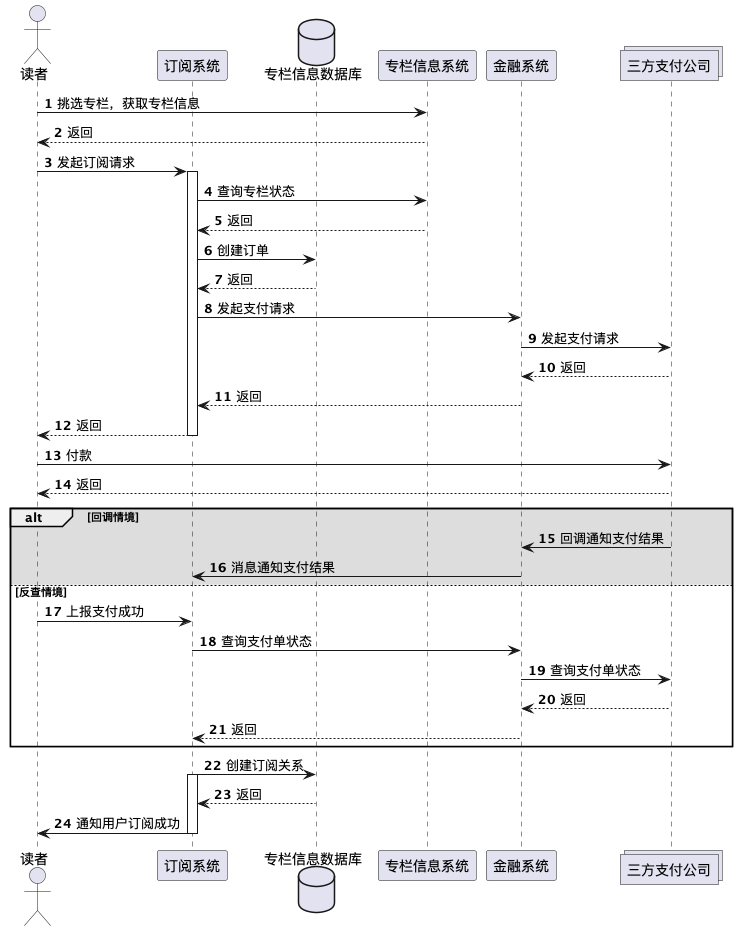 读者
订阅系统
专栏信息数据库
专栏信息系统
金融系统
三方支付公司
1 挑选专栏，获取专栏信息
2 返回
3 发起订阅请求
4 查询专栏状态
5 返回
6 创建订单
7 返回
8 发起支付请求
9 发起支付请求
10 返回
11 返回
12 返回
13 付款
14 返回
alt [回调情境]
15 回调通知支付结果
16 消息通知支付结果
[反查情境]
17 上报支付成功
18 查询支付单状态
19 查询支付单状态
20 返回
21 返回
22 创建订阅关系
23 返回
24 通知用户订阅成功
读者
订阅系统
专栏信息数据库
专栏信息系统
金融系统
三方支付公司